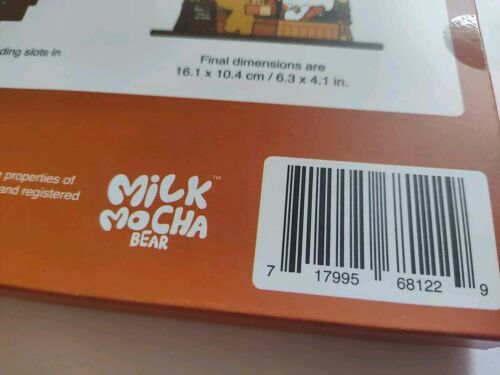 ding slots in
Final dimensions are
16.1 x 10.4 cm / 6.3 x 4.1 in.
properties of
and registered
MiLK
MOCHA
BEAR
™
7 17995 68122 9